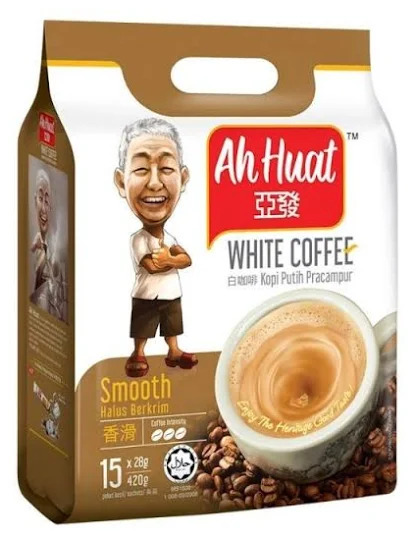 Ah Huat
亞發
TM
WHITE COFFEE
白咖啡 Kopi Putih Pracampur
Smooth
Halus Berkrim
香滑
Coffee Intensity
15 x 28g
420g
Enjoy The Heritage Good Taste!